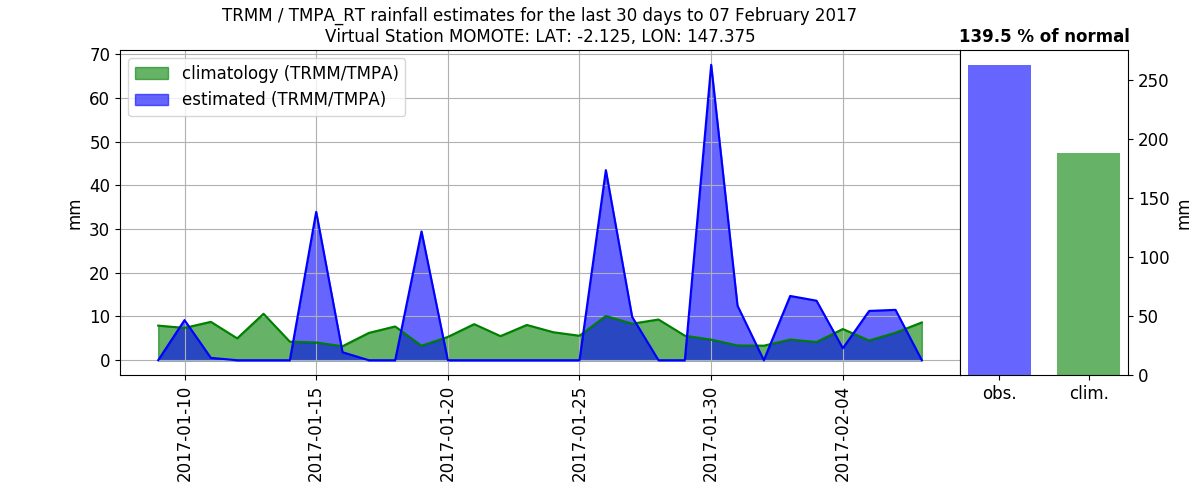 TRMM / TMPA_RT rainfall estimates for the last 30 days to 07 February 2017
Virtual Station MOMOTE: LAT: -2.125, LON: 147.375
139.5 % of normal
climatology (TRMM/TMPA)
estimated (TRMM/TMPA)
70
60
50
40
30
20
10
0
mm
2017-01-10
2017-01-15
2017-01-20
2017-01-25
2017-01-30
2017-02-04
250
200
150
100
50
0
mm
obs.
clim.